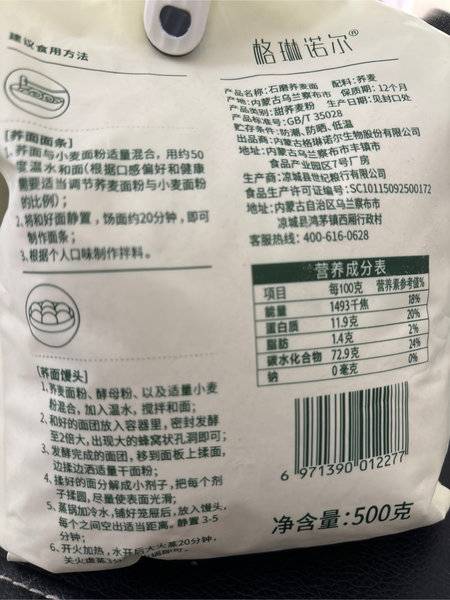 建议食用方法
[荞面面条]
1.荞面与小麦面粉适量混合，用约50
度温水和面(根据口感偏好和健康
需要适当调节荞麦面粉与小麦面粉
的比例)；
2.将和好面静置，饧面约20分钟，即可
制作面条；
3.根据个人口味制作拌料。
[荞面馒头]
1.荞麦面粉、酵母粉、以及适量小麦
粉混合，加入温水，搅拌和面；
2.和好的面团放入容器里，密封发酵
至2倍大，出现大的蜂窝状孔洞即可；
3.发酵完成的面团，移到面板上揉面，
边揉边洒适量干面粉；
4.揉好的面分解成小剂子，把每个剂
子揉圆，尽量使表面光滑；
5.蒸锅加冷水，铺好笼屉后，放入馒头，
每个之间空出适当距离。静置 3-5
分钟；
6.开火加热，水开后大火蒸20分钟，
关火虚蒸3分
格琳诺尔®
产品名称:石磨荞麦面 配料:荞麦
产地:内蒙古乌兰察布市 保质期:12个月
产品类别:甜荞麦粉 生产日期:见封口处
产品标准号:GB/T 35028
贮存条件:防潮、防晒、低温
出品商:内蒙古格琳诺尔生物股份有限公司
地址:内蒙古乌兰察布市丰镇市
食品产业园区7号厂房
生产商:凉城县世纪粮行有限公司
食品生产许可证编号:SC10115092500172
地址:内蒙古自治区乌兰察布市
凉城县鸿茅镇西厢行政村
客服热线:400-616-0628
营养成分表
项目 每100克 营养素参考值%
能量 1493千焦 18%
蛋白质 11.9克 20%
脂肪 1.4克 2%
碳水化合物 72.9克 24%
钠 0毫克 0%
6 971390 012277
净含量:500克